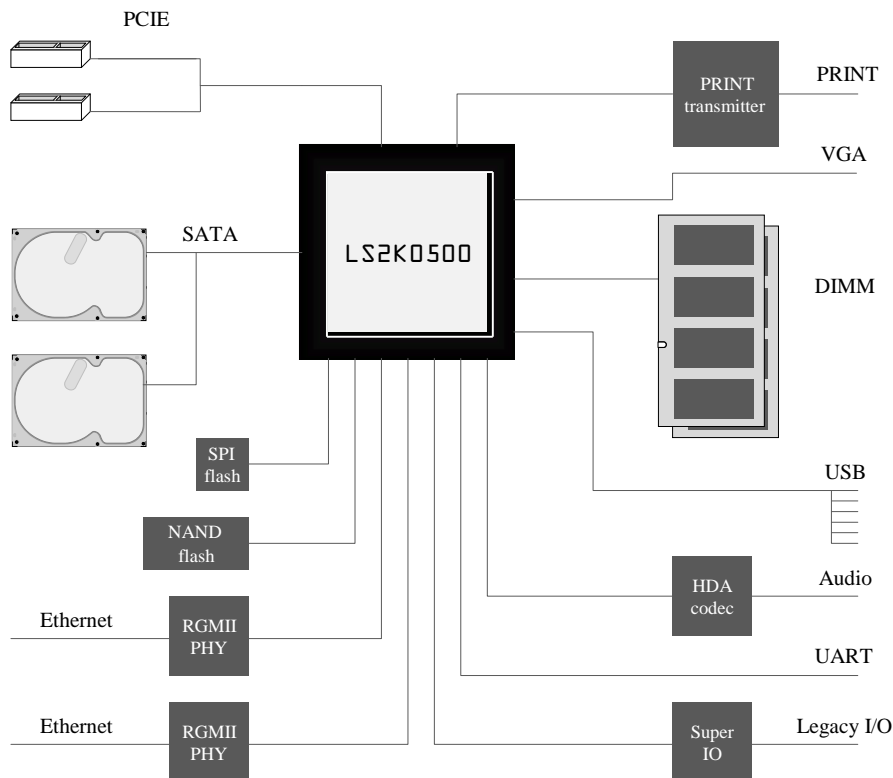 PCIE
PRINT
transmitter
PRINT
VGA
SATA
LS2K0500
DIMM
SPI
flash
USB
NAND
flash
HDA
codec
Audio
Ethernet
RGMII
PHY
UART
Ethernet
RGMII
PHY
Super
IO
Legacy I/O